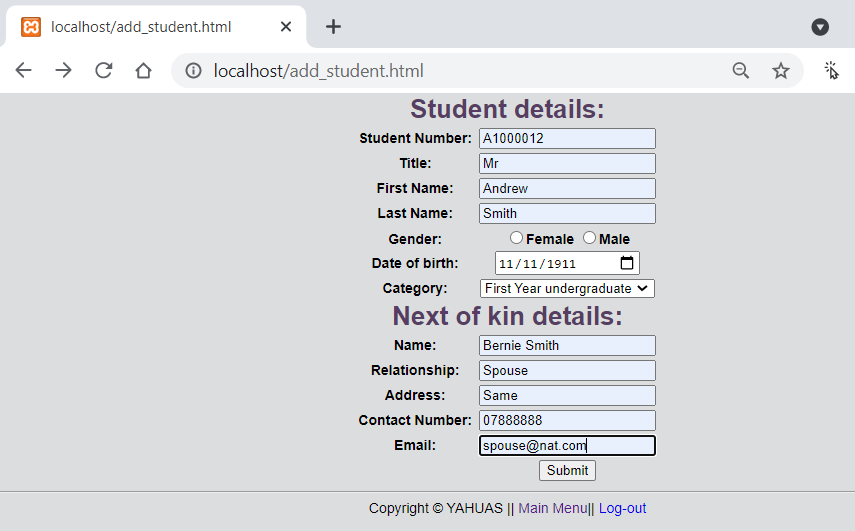 localhost/add_student.html
localhost/add_student.html
Student details:
Student Number: A1000012
Title: Mr
First Name: Andrew
Last Name: Smith
Gender: Female Male
Date of birth: 11/11/1911
Category: First Year undergraduate
Next of kin details:
Name: Bernie Smith
Relationship: Spouse
Address: Same
Contact Number: 07888888
Email: spouse@nat.com
Submit
Copyright © YAHUAS || Main Menu|| Log-out